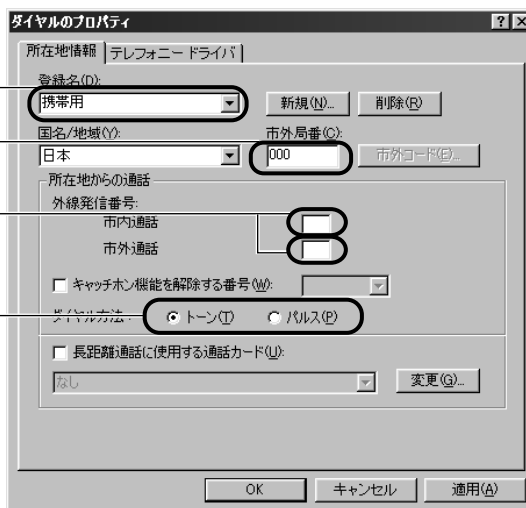 ダイヤルのプロパティ
所在地情報 テレフォニー ドライバ
登録名(D):
携帯用 新規(N)... 削除(R)
国名/地域(Y): 市外局番(C):
日本 000 市外コード(E)...
所在地からの通話
外線発信番号:
市内通話
市外通話
キャッチホン機能を解除する番号(W):
ダイヤル方法: トーン(T) パルス(P)
長距離通話に使用する通話カード(U):
なし 変更(G)...
OK キャンセル 適用(A)